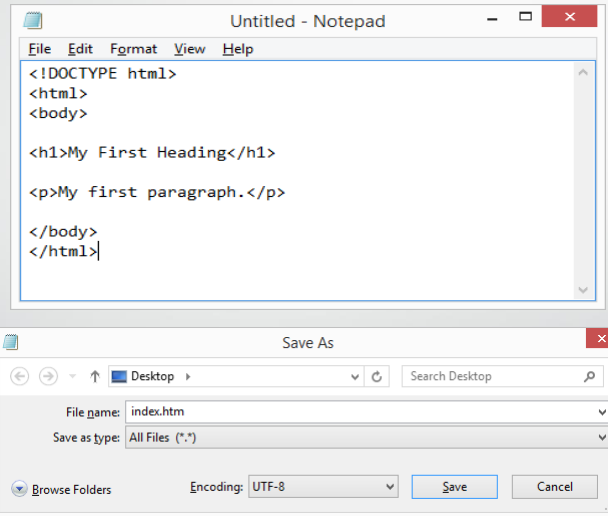 Untitled - Notepad
File Edit Format View Help
<!DOCTYPE html>
<html>
<body>
<h1>My First Heading</h1>
<p>My first paragraph.</p>
</body>
</html>
Save As
Desktop
Search Desktop
File name: index.htm
Save as type: All Files (*.*)
Browse Folders Encoding: UTF-8 Save Cancel